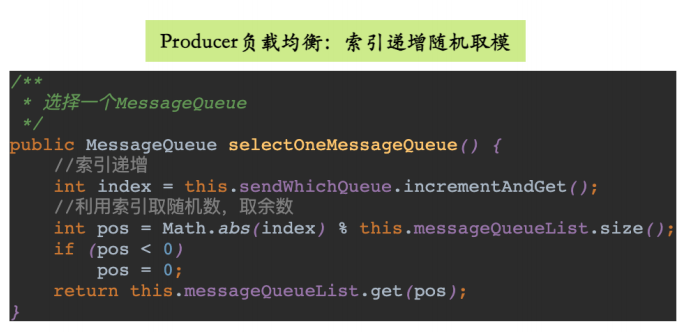 Producer负载均衡：索引递增随机取模
/**
 * 选择一个MessageQueue
 */
public MessageQueue selectOneMessageQueue() {
    //索引递增
    int index = this.sendWhichQueue.incrementAndGet();
    //利用索引取随机数，取余数
    int pos = Math.abs(index) % this.messageQueueList.size();
    if (pos < 0)
        pos = 0;
    return this.messageQueueList.get(pos);
}